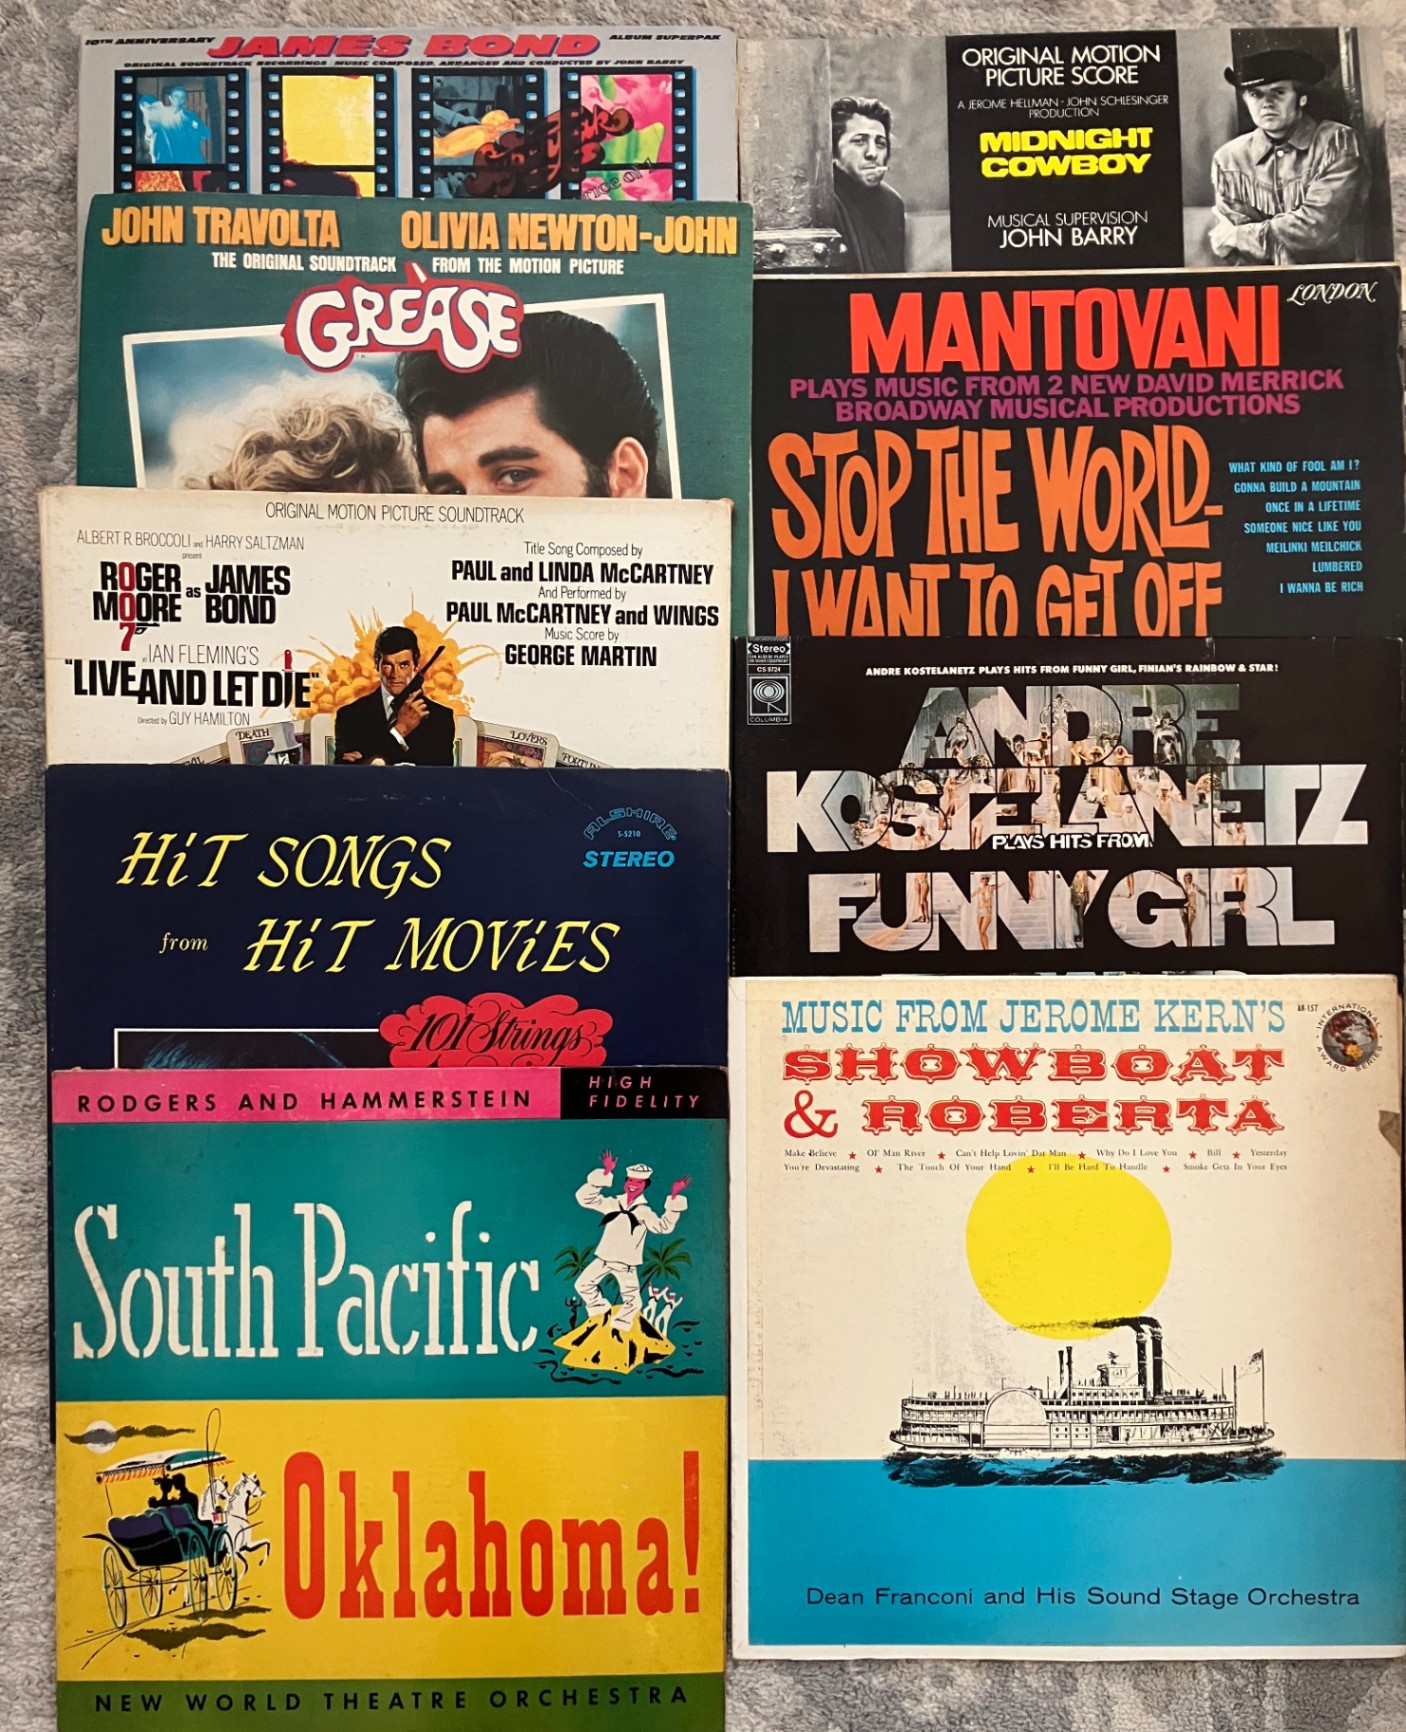 10TH ANNIVERSARY JAMES BOND ALBUM SUPERPAK
ORIGINAL SOUNDTRACK RECORDINGS MUSIC COMPOSED, ARRANGED AND CONDUCTED BY JOHN BARRY
JOHN TRAVOLTA OLIVIA NEWTON-JOHN
THE ORIGINAL SOUNDTRACK FROM THE MOTION PICTURE
GREASE
ORIGINAL MOTION PICTURE SOUNDTRACK
ALBERT R. BROCCOLI and HARRY SALTZMAN
present
ROGER MOORE as JAMES BOND
007
IAN FLEMING'S
"LIVE AND LET DIE"
Directed by GUY HAMILTON
Title Song Composed by
PAUL and LINDA McCARTNEY
And Performed by
PAUL McCARTNEY and WINGS
Music Score by
GEORGE MARTIN
DEATH
LOVERS
HiT SONGS
from HiT MOViES
ALSHIRE
S-5210
STEREO
101 Strings
RODGERS AND HAMMERSTEIN
HIGH
FIDELITY
South Pacific
Oklahoma!
NEW WORLD THEATRE ORCHESTRA
ORIGINAL MOTION
PICTURE SCORE
A JEROME HELLMAN-JOHN SCHLESINGER
PRODUCTION
MIDNIGHT
COWBOY
MUSICAL SUPERVISION
JOHN BARRY
MANTOVANI
LONDON
PLAYS MUSIC FROM 2 NEW DAVID MERRICK
BROADWAY MUSICAL PRODUCTIONS
STOP THE WORLD-
I WANT TO GET OFF
WHAT KIND OF FOOL AM I?
GONNA BUILD A MOUNTAIN
ONCE IN A LIFETIME
SOMEONE NICE LIKE YOU
MEILINKI MEILCHICK
LUMBERED
I WANNA BE RICH
Stereo
CS 9724
COLUMBIA
ANDRE KOSTELANETZ PLAYS HITS FROM FUNNY GIRL, FINIAN'S RAINBOW & STAR!
ANDRE
KOSTELANETZ
PLAYS HITS FROM
FUNNY GIRL
MUSIC FROM JEROME KERN'S
AR-157
INTERNATIONAL AWARD SERIES
SHOWBOAT
& ROBERTA
Make Believe ★ Ol' Man River ★ Can't Help Lovin' Dat Man ★ Why Do I Love You ★ Bill ★ Yesterday
You're Devastating ★ The Touch Of Your Hand ★ I'll Be Hard To Handle ★ Smoke Gets In Your Eyes
Dean Franconi and His Sound Stage Orchestra